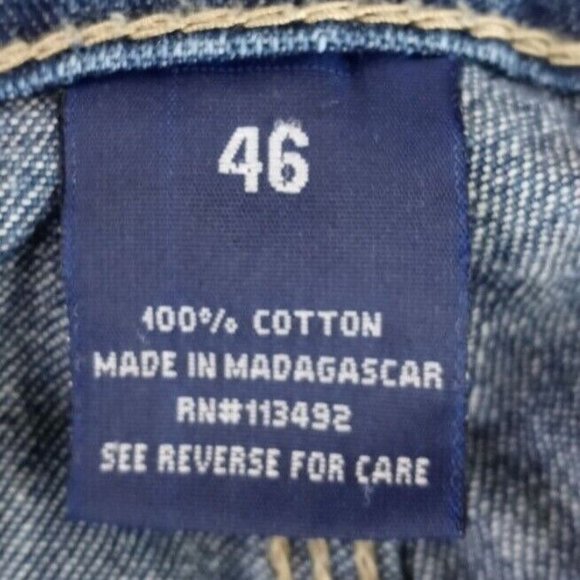 46
100% COTTON
MADE IN MADAGASCAR
RN#113492
SEE REVERSE FOR CARE